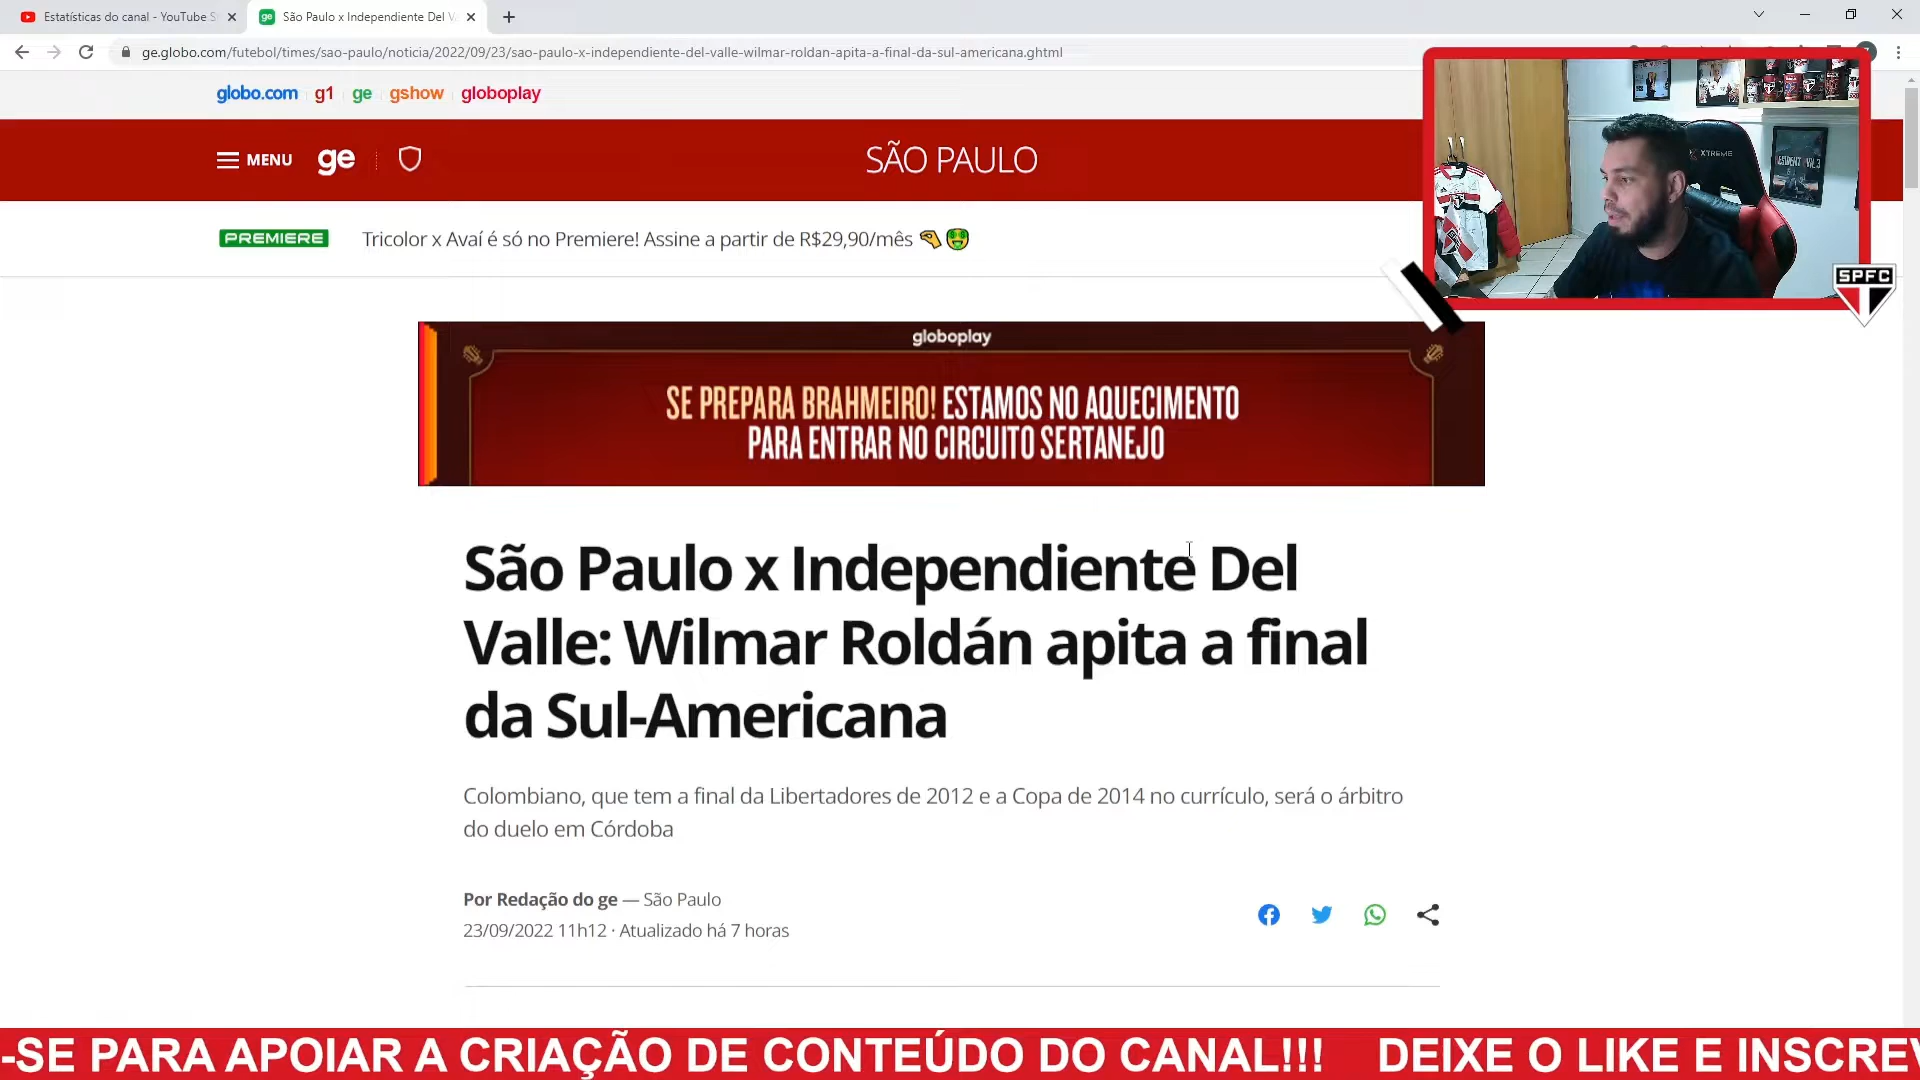 Estatísticas do canal - YouTube S
São Paulo x Independiente Del V
ge.globo.com/futebol/times/sao-paulo/noticia/2022/09/23/sao-paulo-x-independiente-del-valle-wilmar-roldan-apita-a-final-da-sul-americana.ghtml
globo.com g1 ge gshow globoplay
MENU ge
SÃO PAULO
XTREME
SPFC
PREMIERE Tricolor x Avaí é só no Premiere! Assine a partir de R$29,90/mês
globoplay
SE PREPARA BRAHMEIRO! ESTAMOS NO AQUECIMENTO
PARA ENTRAR NO CIRCUITO SERTANEJO
São Paulo x Independiente Del
Valle: Wilmar Roldán apita a final
da Sul-Americana
Colombiano, que tem a final da Libertadores de 2012 e a Copa de 2014 no currículo, será o árbitro
do duelo em Córdoba
Por Redação do ge — São Paulo
23/09/2022 11h12 · Atualizado há 7 horas
-SE PARA APOIAR A CRIAÇÃO DE CONTEÚDO DO CANAL!!! DEIXE O LIKE E INSCREV